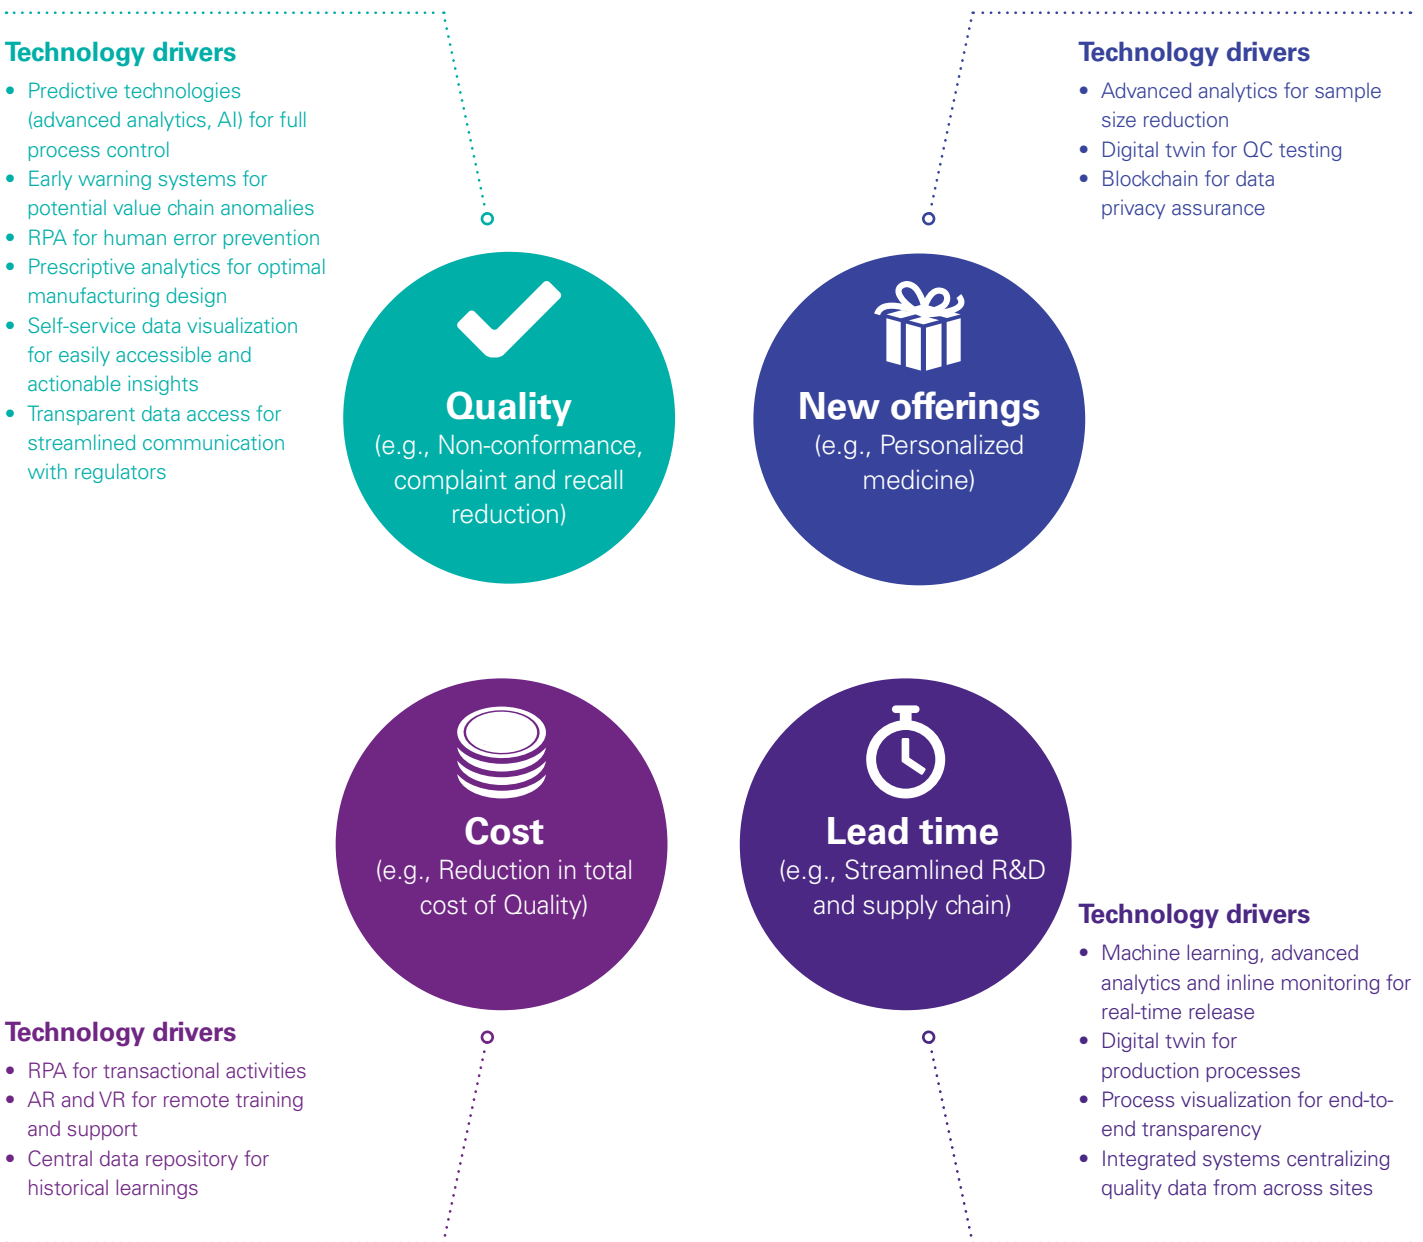 Technology drivers
• Predictive technologies
(advanced analytics, AI) for full
process control
• Early warning systems for
potential value chain anomalies
• RPA for human error prevention
• Prescriptive analytics for optimal
manufacturing design
• Self-service data visualization
for easily accessible and
actionable insights
• Transparent data access for
streamlined communication
with regulators
Quality
(e.g., Non-conformance,
complaint and recall
reduction)
Technology drivers
• Advanced analytics for sample
size reduction
• Digital twin for QC testing
• Blockchain for data
privacy assurance
New offerings
(e.g., Personalized
medicine)
Cost
(e.g., Reduction in total
cost of Quality)
Technology drivers
• RPA for transactional activities
• AR and VR for remote training
and support
• Central data repository for
historical learnings
Lead time
(e.g., Streamlined R&D
and supply chain)
Technology drivers
• Machine learning, advanced
analytics and inline monitoring for
real-time release
• Digital twin for
production processes
• Process visualization for end-to-
end transparency
• Integrated systems centralizing
quality data from across sites